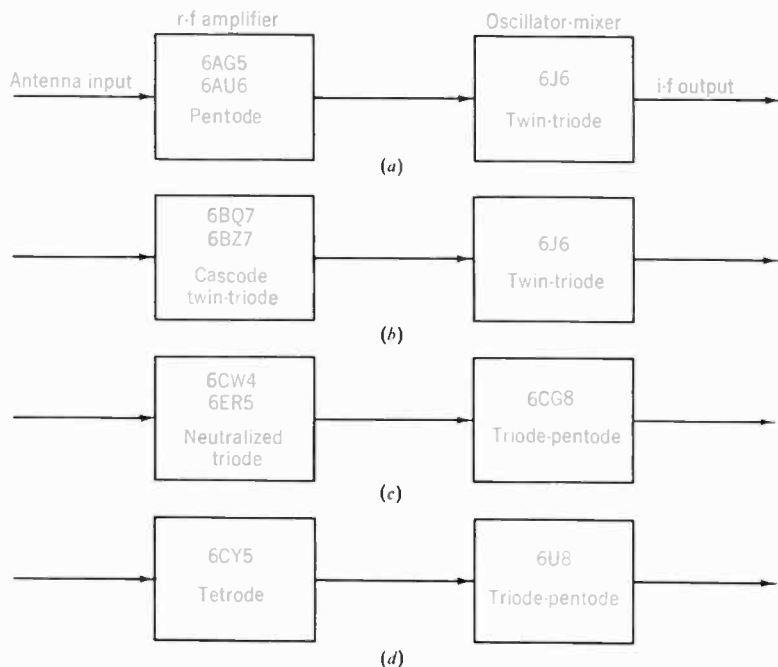 r-f amplifier
Oscillator-mixer
Antenna input
6AG5
6AU6
Pentode
6J6
Twin-triode
i-f output
(a)
6BQ7
6BZ7
Cascode
twin-triode
6J6
Twin-triode
(b)
6CW4
6ER5
Neutralized
triode
6CG8
Triode-pentode
(c)
6CY5
Tetrode
6U8
Triode-pentode
(d)